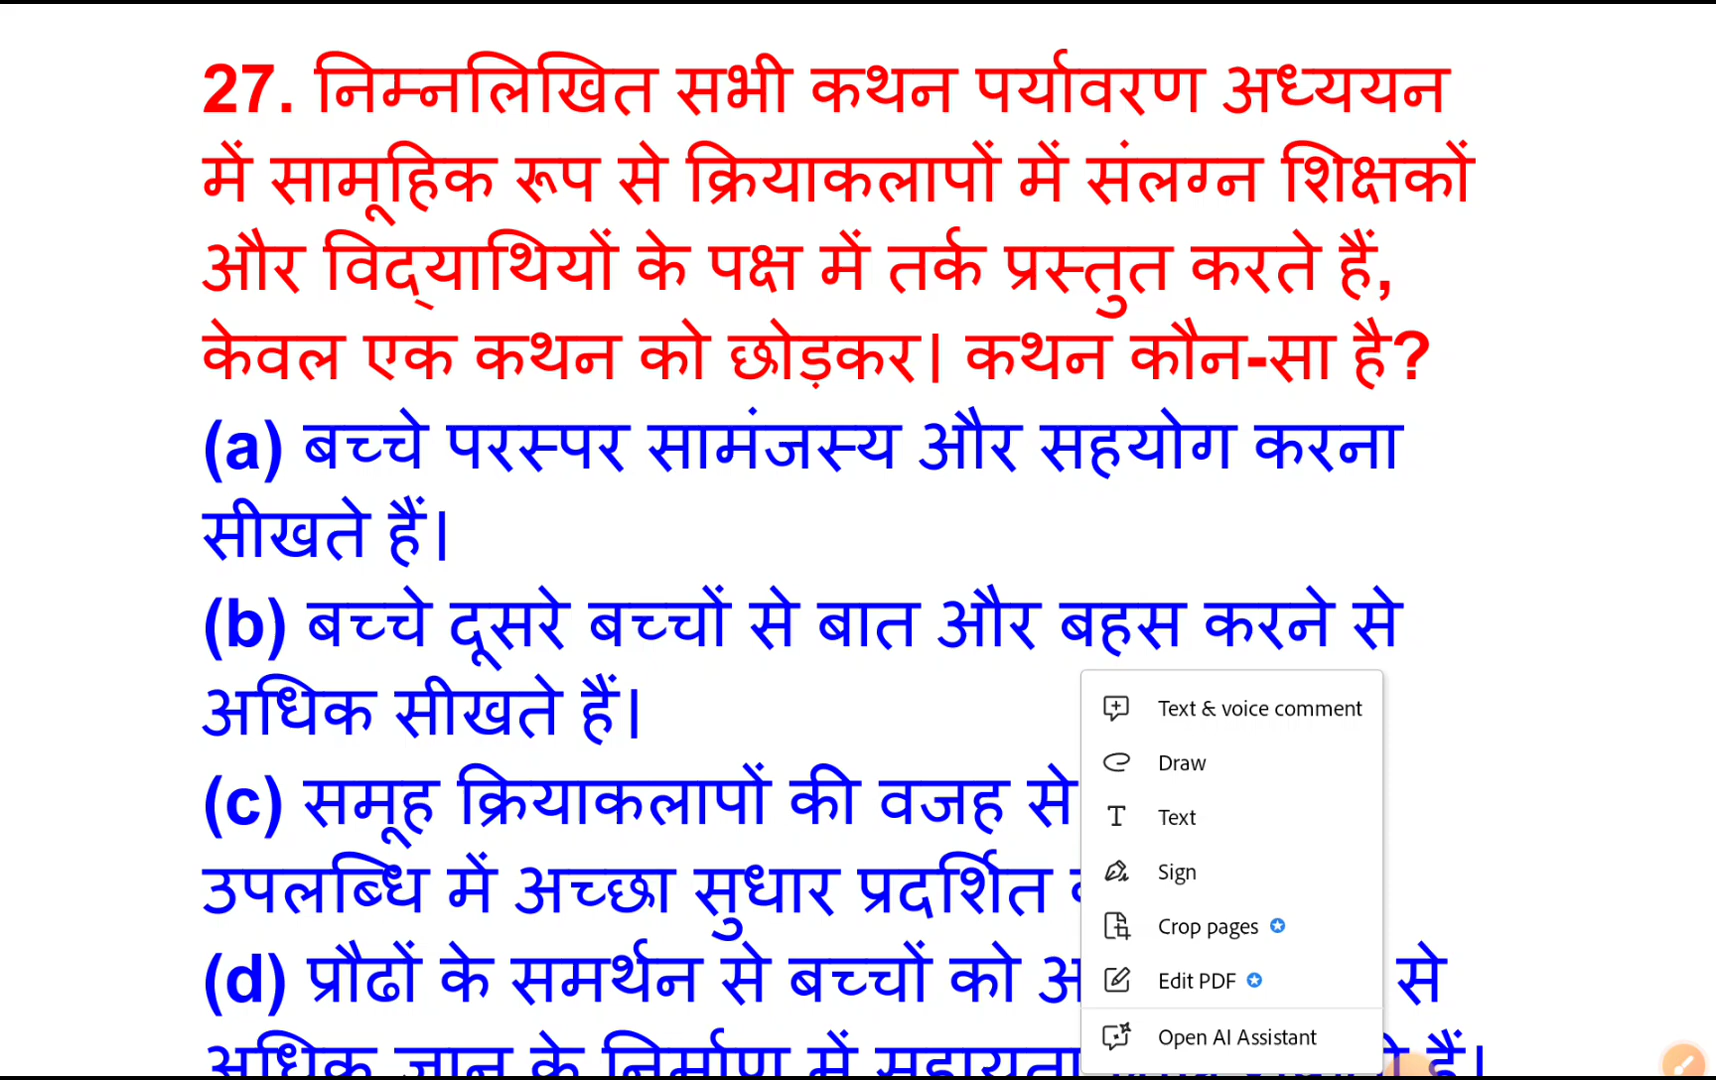 27. निम्नलिखित सभी कथन पर्यावरण अध्ययन
में सामूहिक रूप से क्रियाकलापों में संलग्न शिक्षकों
और विद्याथियों के पक्ष में तर्क प्रस्तुत करते हैं,
केवल एक कथन को छोड़कर। कथन कौन-सा है?
(a) बच्चे परस्पर सामंजस्य और सहयोग करना
सीखते हैं।
(b) बच्चे दूसरे बच्चों से बात और बहस करने से
अधिक सीखते हैं।
(c) समूह क्रियाकलापों की वजह से
उपलब्धि में अच्छा सुधार प्रदर्शित
(d) प्रौढों के समर्थन से बच्चों को से
अधिक ज्ञान के निर्माण में सहायता हैं।
Text & voice comment
Draw
Text
Sign
Crop pages
Edit PDF
Open AI Assistant